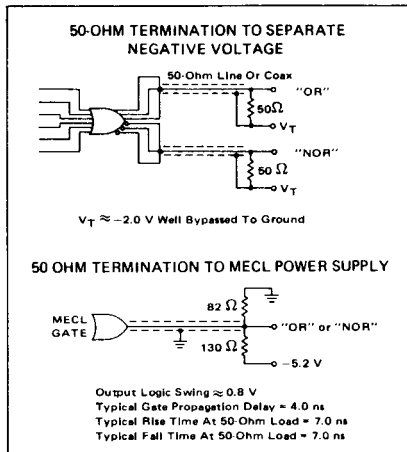 50-OHM TERMINATION TO SEPARATE
NEGATIVE VOLTAGE
50-Ohm Line Or Coax
"OR"
50Ω
VT
"NOR"
50 Ω
VT
VT ≈ −2.0 V Well Bypassed To Ground
50 OHM TERMINATION TO MECL POWER SUPPLY
82 Ω
MECL
GATE
"OR" or "NOR"
130 Ω
−5.2 V
Output Logic Swing ≈ 0.8 V
Typical Gate Propagation Delay = 4.0 ns
Typical Rise Time At 50-Ohm Load = 7.0 ns
Typical Fall Time At 50-Ohm Load = 7.0 ns